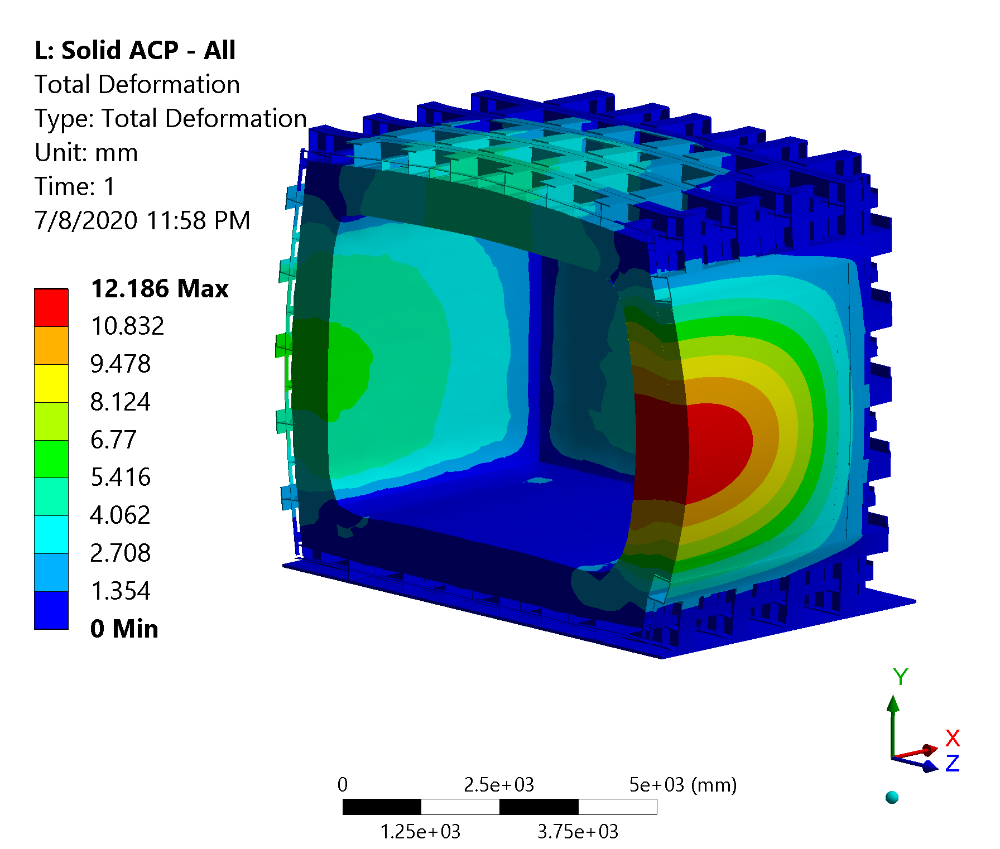 L: Solid ACP - All
Total Deformation
Type: Total Deformation
Unit: mm
Time: 1
7/8/2020 11:58 PM
12.186 Max
10.832
9.478
8.124
6.77
5.416
4.062
2.708
1.354
0 Min
Y
X
Z
0 2.5e+03 5e+03 (mm)
1.25e+03 3.75e+03